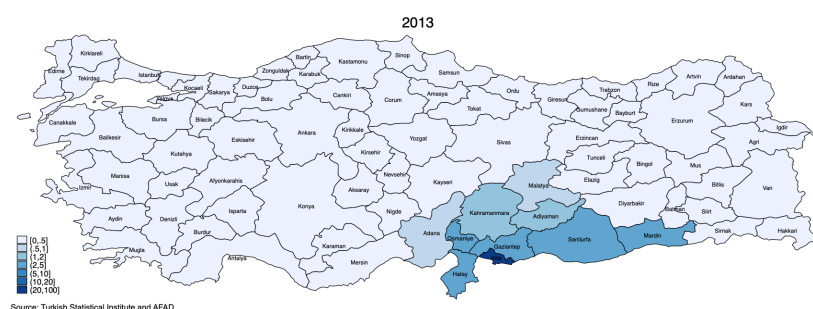 2013
Kirklareli
Edirne
Tekirdag
Istanbul
Kocaeli
Yalova
Sakarya
Duzce
Zonguldak
Bartin
Karabuk
Kastamonu
Sinop
Samsun
Ordu
Giresun
Trabzon
Rize
Artvin
Ardahan
Kars
Igdir
Agri
Erzurum
Bayburt
Gumushane
Tokat
Amasya
Corum
Cankiri
Bolu
Bilecik
Bursa
Canakkale
Balikesir
Kutahya
Eskisehir
Ankara
Kirikkale
Yozgat
Sivas
Erzincan
Tunceli
Bingol
Mus
Bitlis
Van
Hakkari
Sirnak
Siirt
Batman
Diyarbakir
Elazig
Malatya
Kayseri
Nevsehir
Kirsehir
Aksaray
Nigde
Konya
Afyonkarahis
Usak
Manisa
Izmir
Aydin
Denizli
Isparta
Burdur
Mugla
Antalya
Karaman
Mersin
Adana
Kahramanmara
Adiyaman
Osmaniye
Gaziantep
Sanliurfa
Mardin
Hatay
[0,.5]
(.5,1]
(1,2]
(2,5]
(5,10]
(10,20]
(20,100]
Source: Turkish Statistical Institute and AFAD